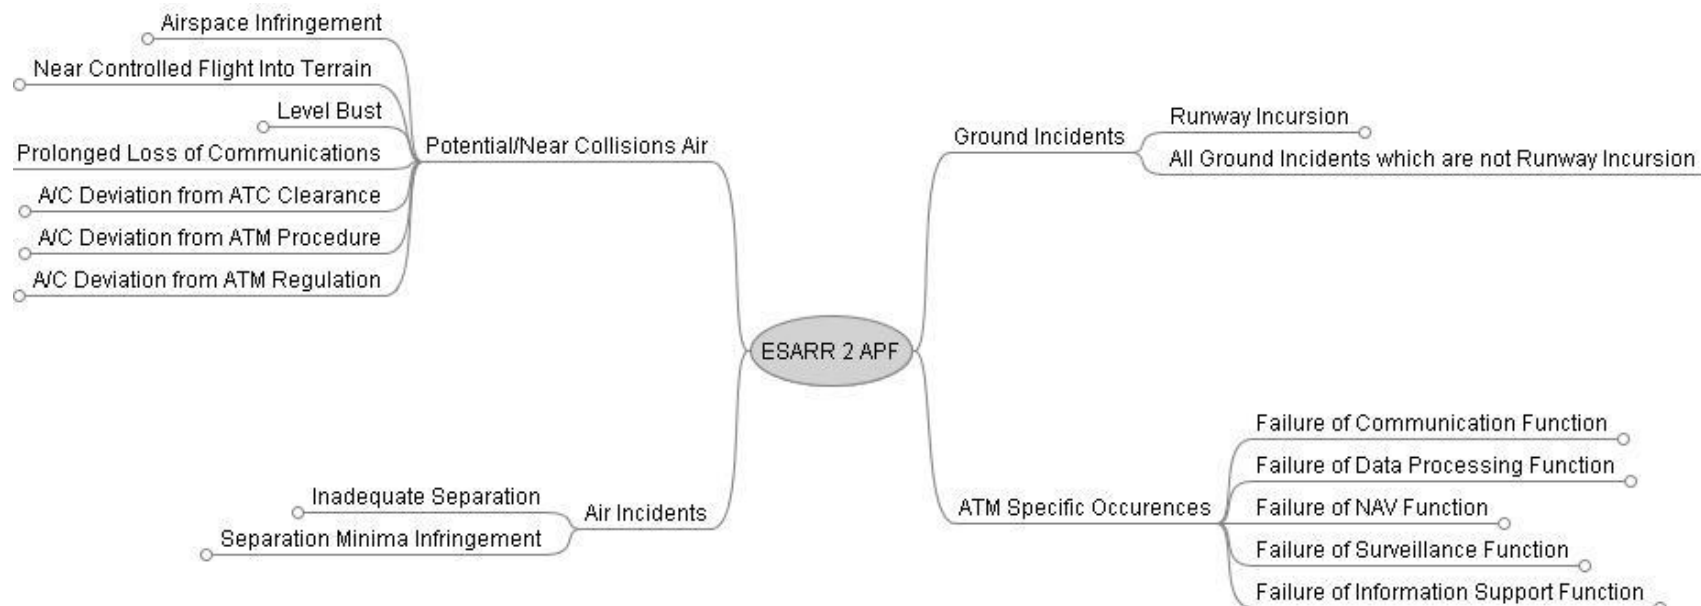 Airspace Infringement
Near Controlled Flight Into Terrain
Level Bust
Prolonged Loss of Communications
A/C Deviation from ATC Clearance
A/C Deviation from ATM Procedure
A/C Deviation from ATM Regulation
Potential/Near Collisions Air
Inadequate Separation
Separation Minima Infringement
Air Incidents
ESARR 2 APF
Ground Incidents
Runway Incursion
All Ground Incidents which are not Runway Incursion
ATM Specific Occurences
Failure of Communication Function
Failure of Data Processing Function
Failure of NAV Function
Failure of Surveillance Function
Failure of Information Support Function